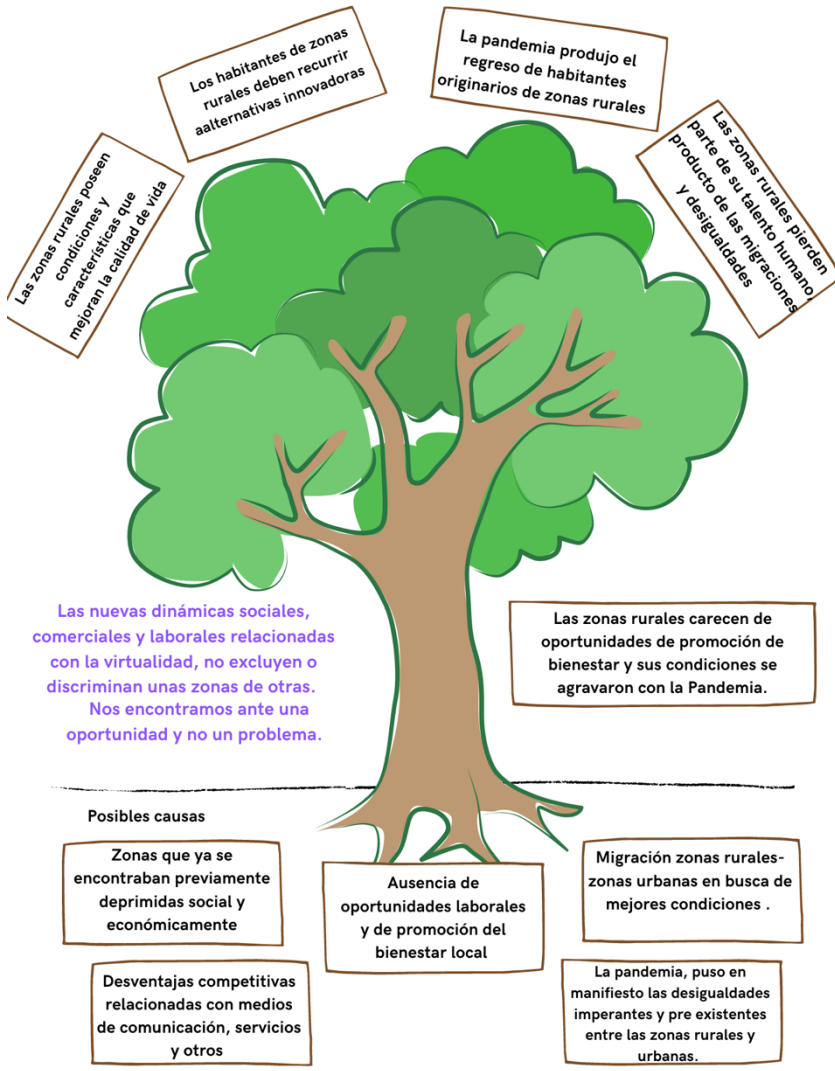 Los habitantes de zonas
rurales deben recurrir
aalternativas innovadoras
La pandemia produjo el
regreso de habitantes
originarios de zonas rurales
Las zonas rurales poseen
condiciones y
características que
mejoran la calidad de vida
Las zonas rurales pierden
parte de su talento humano,
producto de las migraciones
y desigualdades
Las nuevas dinámicas sociales,
comerciales y laborales relacionadas
con la virtualidad, no excluyen o
discriminan unas zonas de otras.
Nos encontramos ante una
oportunidad y no un problema.
Las zonas rurales carecen de
oportunidades de promoción de
bienestar y sus condiciones se
agravaron con la Pandemia.
Posibles causas
Zonas que ya se
encontraban previamente
deprimidas social y
económicamente
Ausencia de
oportunidades laborales
y de promoción del
bienestar local
Migración zonas rurales-
zonas urbanas en busca de
mejores condiciones .
Desventajas competitivas
relacionadas con medios
de comunicación, servicios
y otros
La pandemia, puso en
manifiesto las desigualdades
imperantes y pre existentes
entre las zonas rurales y
urbanas.